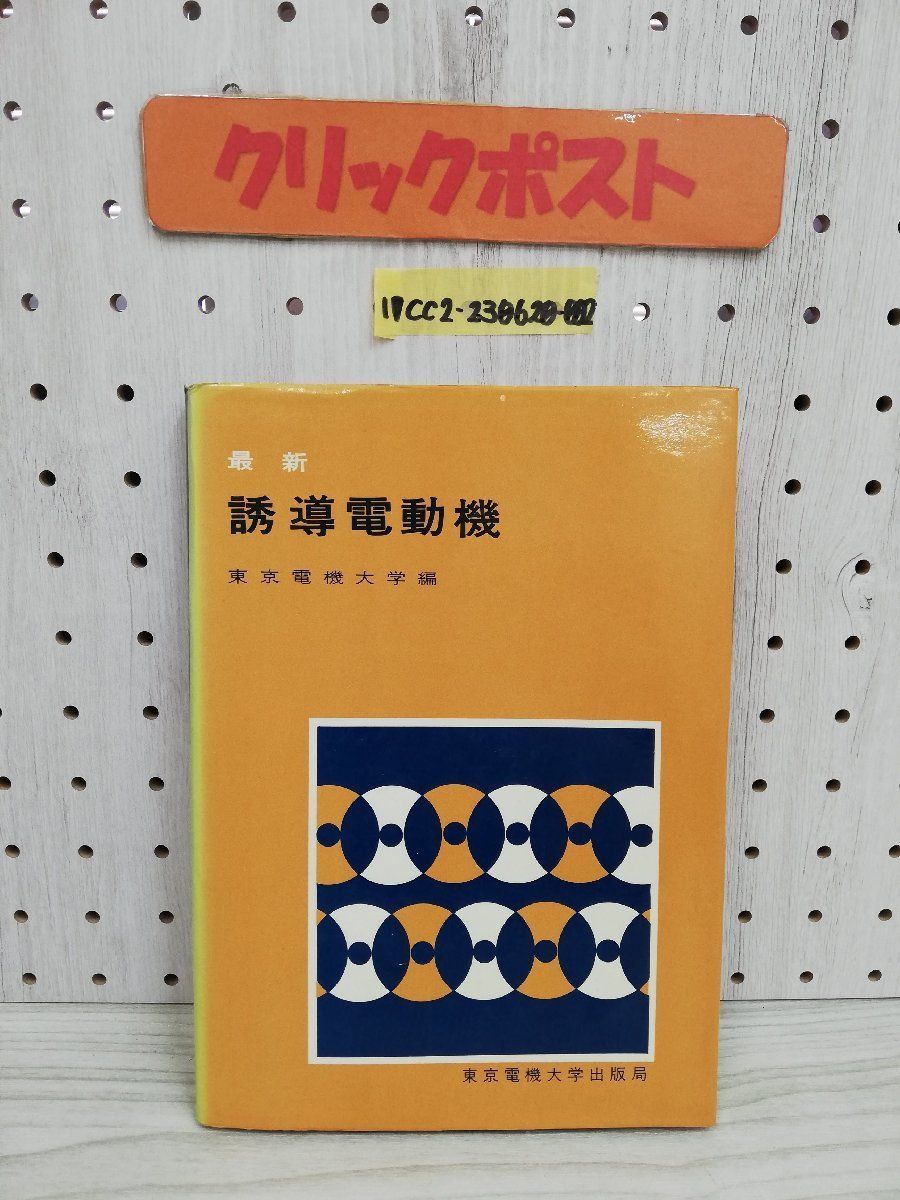 クリックポスト
最新
誘導電動機
東京電機大学編
東京電機大学出版局